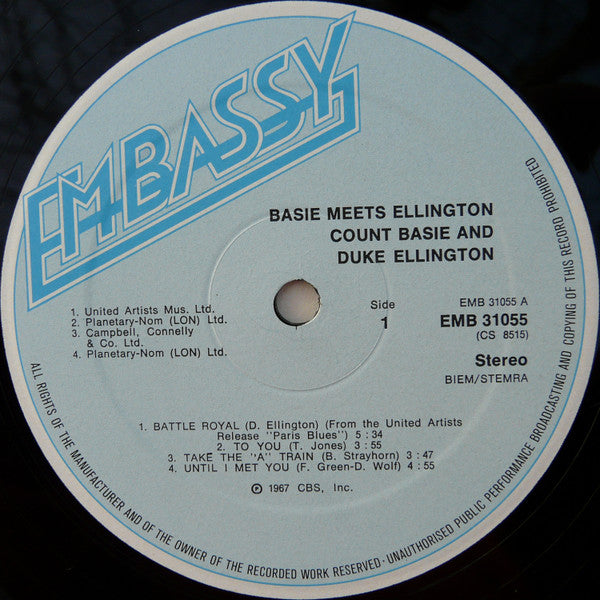 EMBASSY
BASIE MEETS ELLINGTON
COUNT BASIE AND
DUKE ELLINGTON
1. United Artists Mus. Ltd.
2. Planetary-Nom (LON) Ltd.
3. Campbell, Connelly
& Co. Ltd.
4. Planetary-Nom (LON) Ltd.
Side
1
EMB 31055 A
EMB 31055
(CS 8515)
Stereo
BIEM/STEMRA
1. BATTLE ROYAL (D. Ellington) (From the United Artists
Release "Paris Blues") 5 : 34
2. TO YOU (T. Jones) 3 : 55
3. TAKE THE "A" TRAIN (B. Strayhorn) 3 : 47
4. UNTIL I MET YOU (F. Green-D. Wolf) 4 : 55
℗ 1967 CBS, Inc.
ALL RIGHTS OF THE MANUFACTURER AND OF THE OWNER OF THE RECORDED WORK RESERVED · UNAUTHORISED PUBLIC PERFORMANCE BROADCASTING AND COPYING OF THIS RECORD PROHIBITED